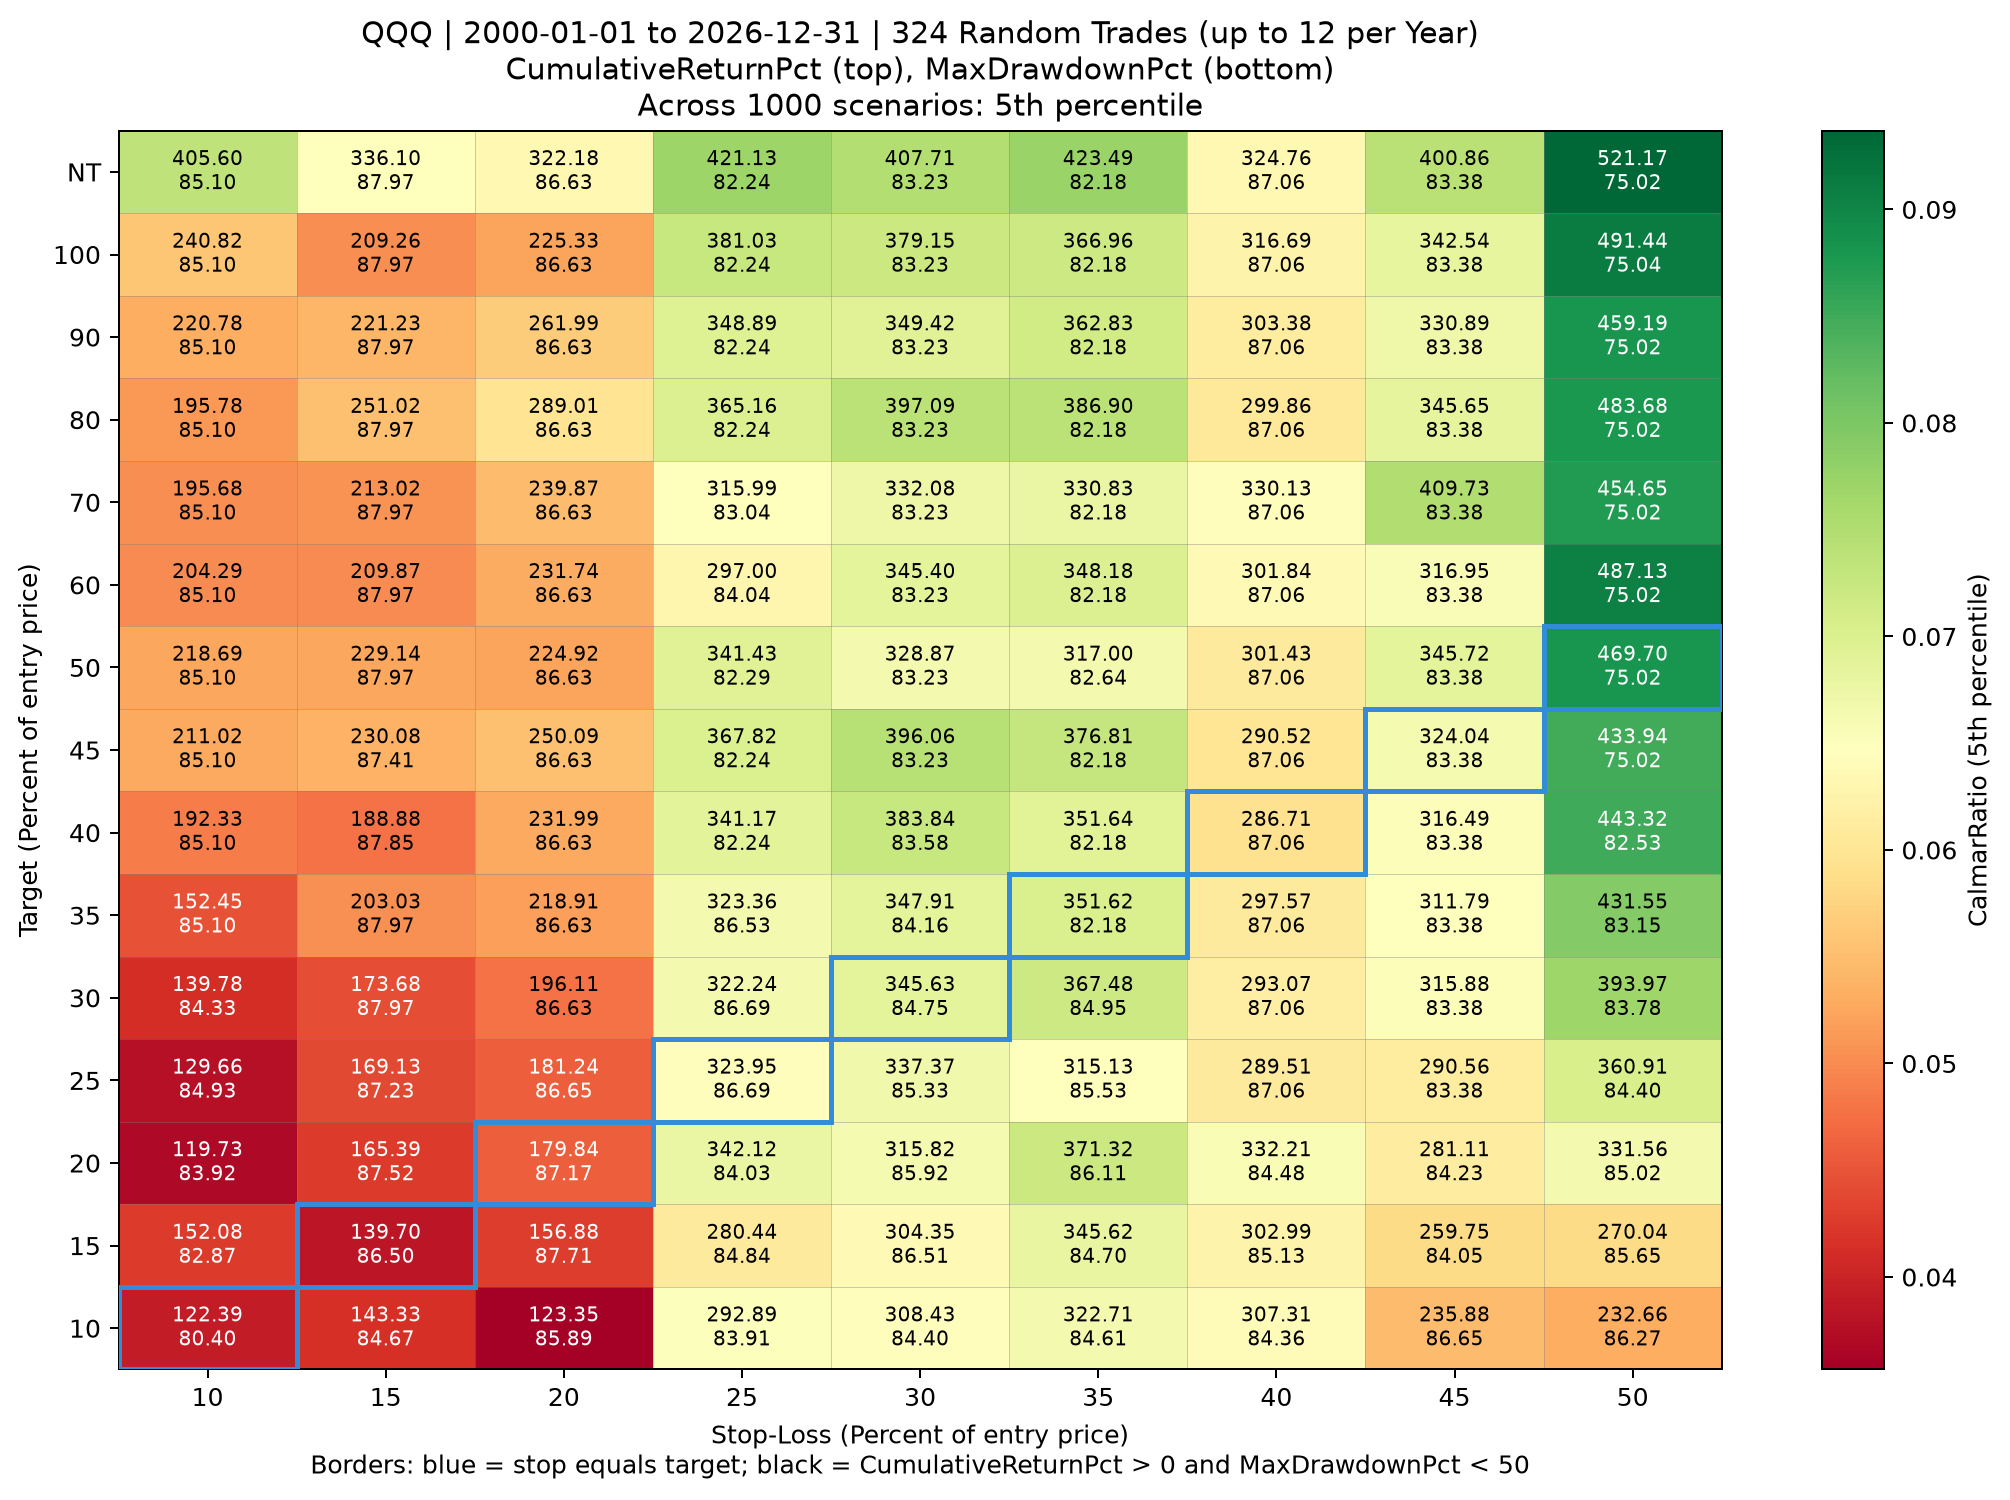 QQQ | 2000-01-01 to 2026-12-31 | 324 Random Trades (up to 12 per Year)
CumulativeReturnPct (top), MaxDrawdownPct (bottom)
Across 1000 scenarios: 5th percentile
NT 405.60 336.10 322.18 421.13 407.71 423.49 324.76 400.86 521.17
85.10 87.97 86.63 82.24 83.23 82.18 87.06 83.38 75.02
100 240.82 209.26 225.33 381.03 379.15 366.96 316.69 342.54 491.44
85.10 87.97 86.63 82.24 83.23 82.18 87.06 83.38 75.04
90 220.78 221.23 261.99 348.89 349.42 362.83 303.38 330.89 459.19
85.10 87.97 86.63 82.24 83.23 82.18 87.06 83.38 75.02
80 195.78 251.02 289.01 365.16 397.09 386.90 299.86 345.65 483.68
85.10 87.97 86.63 82.24 83.23 82.18 87.06 83.38 75.02
70 195.68 213.02 239.87 315.99 332.08 330.83 330.13 409.73 454.65
85.10 87.97 86.63 83.04 83.23 82.18 87.06 83.38 75.02
60 204.29 209.87 231.74 297.00 345.40 348.18 301.84 316.95 487.13
85.10 87.97 86.63 84.04 83.23 82.18 87.06 83.38 75.02
50 218.69 229.14 224.92 341.43 328.87 317.00 301.43 345.72 469.70
85.10 87.97 86.63 82.29 83.23 82.64 87.06 83.38 75.02
45 211.02 230.08 250.09 367.82 396.06 376.81 290.52 324.04 433.94
85.10 87.41 86.63 82.24 83.23 82.18 87.06 83.38 75.02
40 192.33 188.88 231.99 341.17 383.84 351.64 286.71 316.49 443.32
85.10 87.85 86.63 82.24 83.58 82.18 87.06 83.38 82.53
35 152.45 203.03 218.91 323.36 347.91 351.62 297.57 311.79 431.55
85.10 87.97 86.63 86.53 84.16 82.18 87.06 83.38 83.15
30 139.78 173.68 196.11 322.24 345.63 367.48 293.07 315.88 393.97
84.33 87.97 86.63 86.69 84.75 84.95 87.06 83.38 83.78
25 129.66 169.13 181.24 323.95 337.37 315.13 289.51 290.56 360.91
84.93 87.23 86.65 86.69 85.33 85.53 87.06 83.38 84.40
20 119.73 165.39 179.84 342.12 315.82 371.32 332.21 281.11 331.56
83.92 87.52 87.17 84.03 85.92 86.11 84.48 84.23 85.02
15 152.08 139.70 156.88 280.44 304.35 345.62 302.99 259.75 270.04
82.87 86.50 87.71 84.84 86.51 84.70 85.13 84.05 85.65
10 122.39 143.33 123.35 292.89 308.43 322.71 307.31 235.88 232.66
80.40 84.67 85.89 83.91 84.40 84.61 84.36 86.65 86.27
10 15 20 25 30 35 40 45 50
Stop-Loss (Percent of entry price)
Borders: blue = stop equals target; black = CumulativeReturnPct > 0 and MaxDrawdownPct < 50
Target (Percent of entry price)
0.09
0.08
0.07
0.06
0.05
0.04
CalmarRatio (5th percentile)